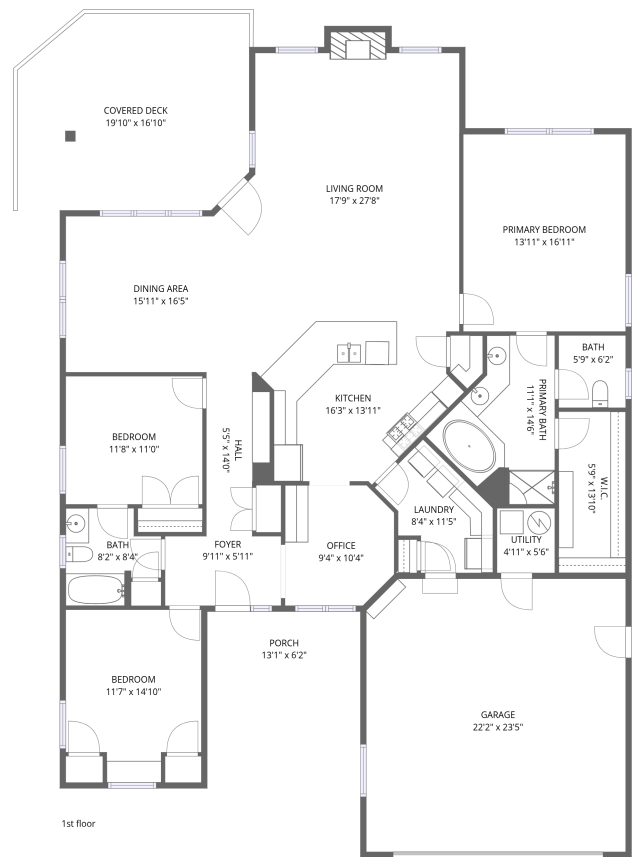 COVERED DECK
19'10" x 16'10"
LIVING ROOM
17'9" x 27'8"
PRIMARY BEDROOM
13'11" x 16'11"
DINING AREA
15'11" x 16'5"
BATH
5'9" x 6'2"
KITCHEN
16'3" x 13'11"
PRIMARY BATH
11'1" x 14'6"
BEDROOM
11'8" x 11'0"
HALL
5'5" x 14'0"
W.I.C.
5'9" x 13'10"
LAUNDRY
8'4" x 11'5"
UTILITY
4'11" x 5'6"
BATH
8'2" x 8'4"
FOYER
9'11" x 5'11"
OFFICE
9'4" x 10'4"
PORCH
13'1" x 6'2"
BEDROOM
11'7" x 14'10"
GARAGE
22'2" x 23'5"
1st floor